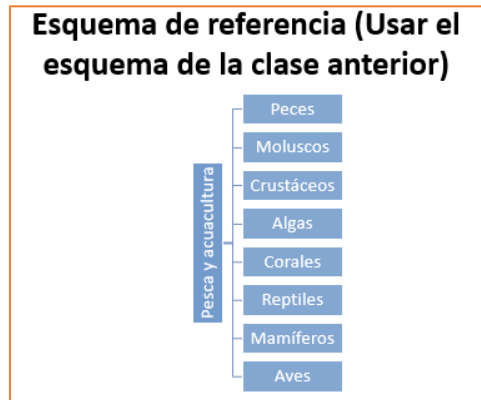 Esquema de referencia (Usar el
esquema de la clase anterior)
Pesca y acuacultura
Peces
Moluscos
Crustáceos
Algas
Corales
Reptiles
Mamíferos
Aves